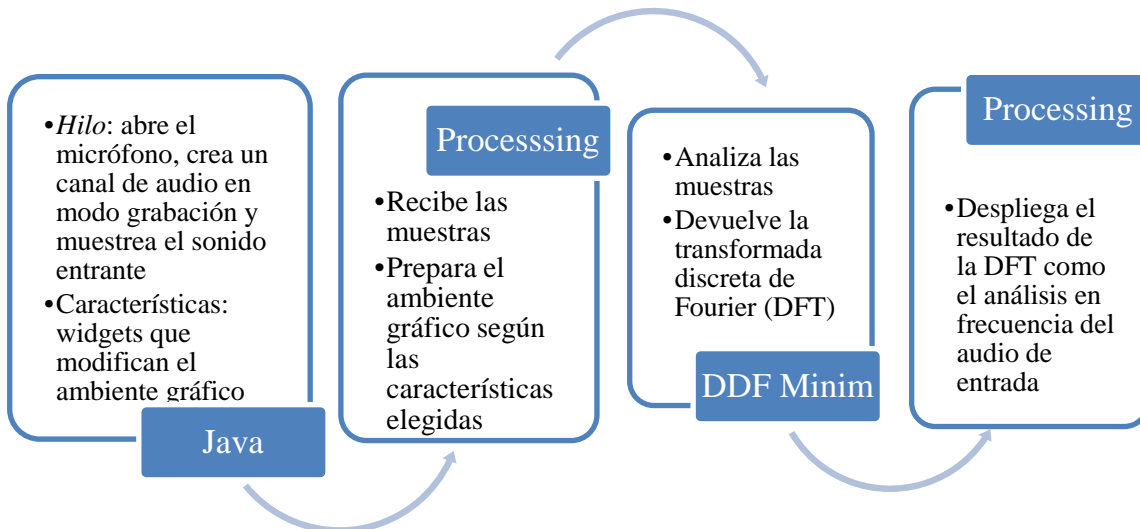 •Hilo: abre el
micrófono, crea un
canal de audio en
modo grabación y
muestrea el sonido
entrante
•Características:
widgets que
modifican el
ambiente gráfico
Java
Processsing
•Recibe las
muestras
•Prepara el
ambiente
gráfico según
las
características
elegidas
•Analiza las
muestras
•Devuelve la
transformada
discreta de
Fourier (DFT)
DDF Minim
Processing
•Despliega el
resultado de
la DFT como
el análisis en
frecuencia del
audio de
entrada